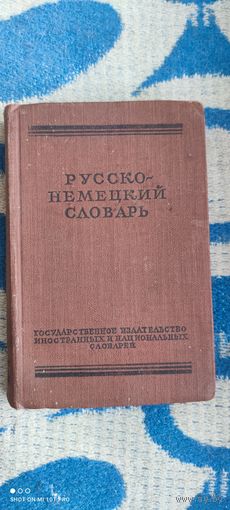 РУССКО-
НЕМЕЦКИЙ
СЛОВАРЬ
ГОСУДАРСТВЕННОЕ ИЗДАТЕЛЬСТВО
ИНОСТРАННЫХ И НАЦИОНАЛЬНЫХ
СЛОВАРЕЙ
SHOT ON MI 10T PRO